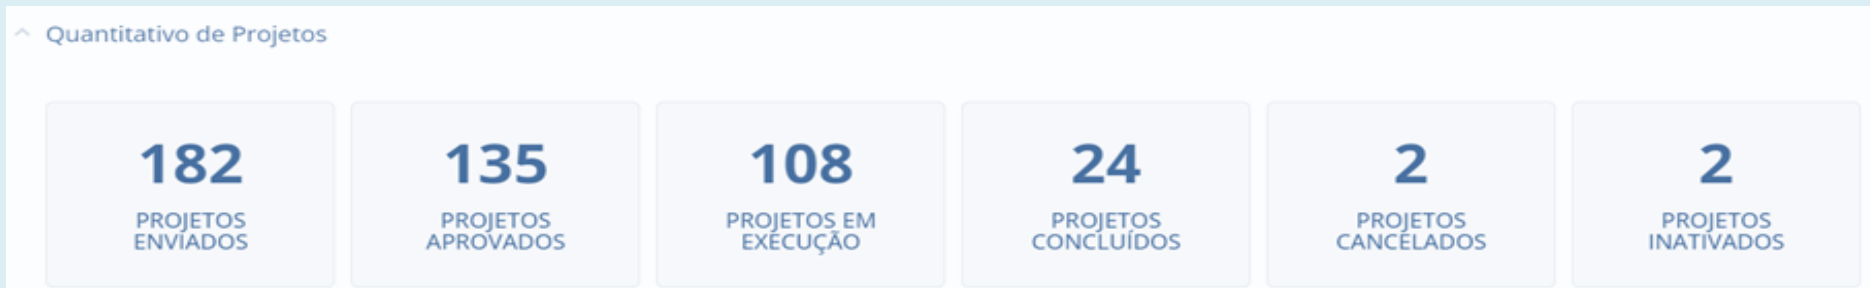 Quantitativo de Projetos
182
PROJETOS
ENVIADOS
135
PROJETOS
APROVADOS
108
PROJETOS EM
EXECUÇÃO
24
PROJETOS
CONCLUÍDOS
2
PROJETOS
CANCELADOS
2
PROJETOS
INATIVADOS